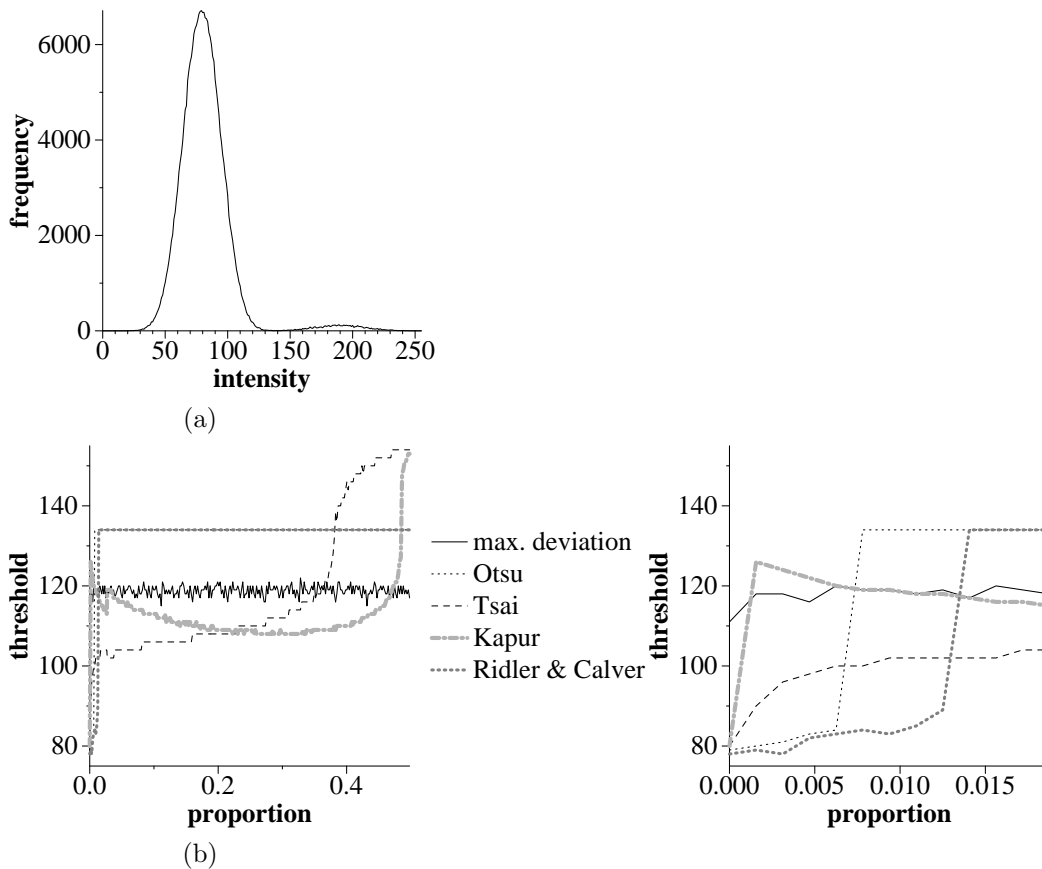 6000
4000
2000
0
frequency
0 50 100 150 200 250
intensity
(a)
140
120
100
80
threshold
0.0 0.2 0.4
proportion
(b)
max. deviation
Otsu
Tsai
Kapur
Ridler & Calver
140
120
100
80
threshold
0.000 0.005 0.010 0.015
proportion